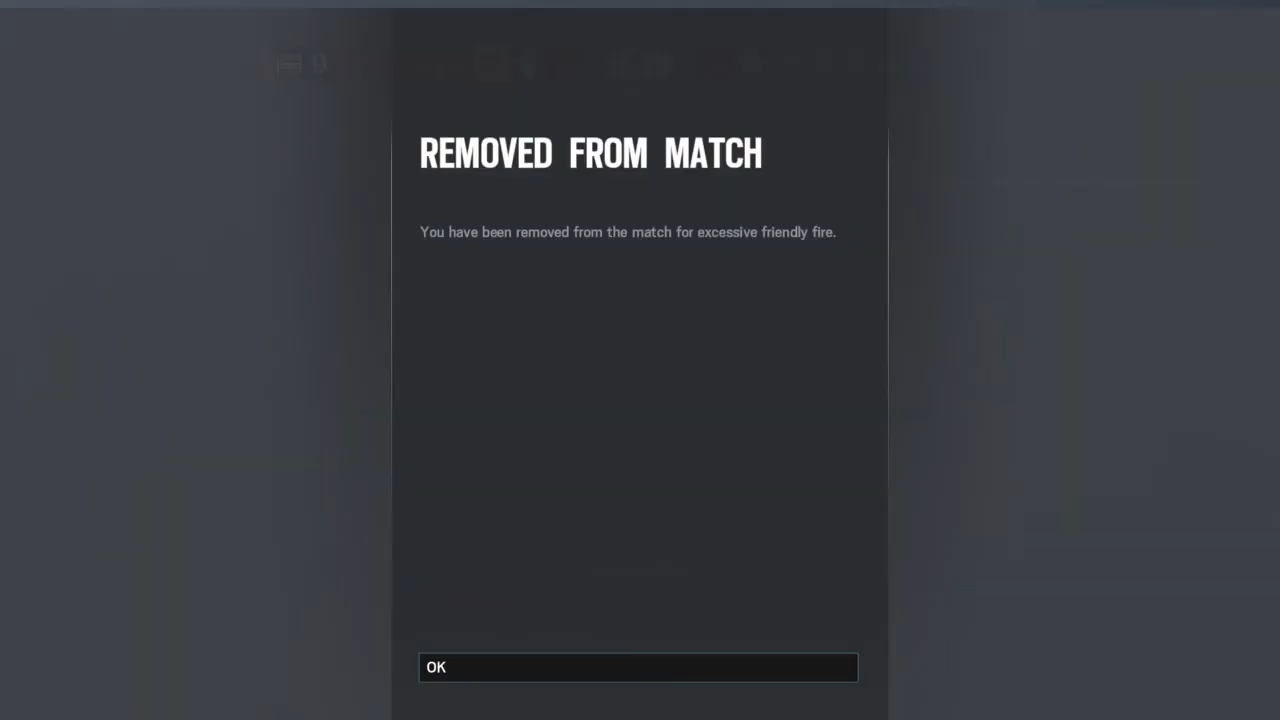 REMOVED FROM MATCH
You have been removed from the match for excessive friendly fire.
OK